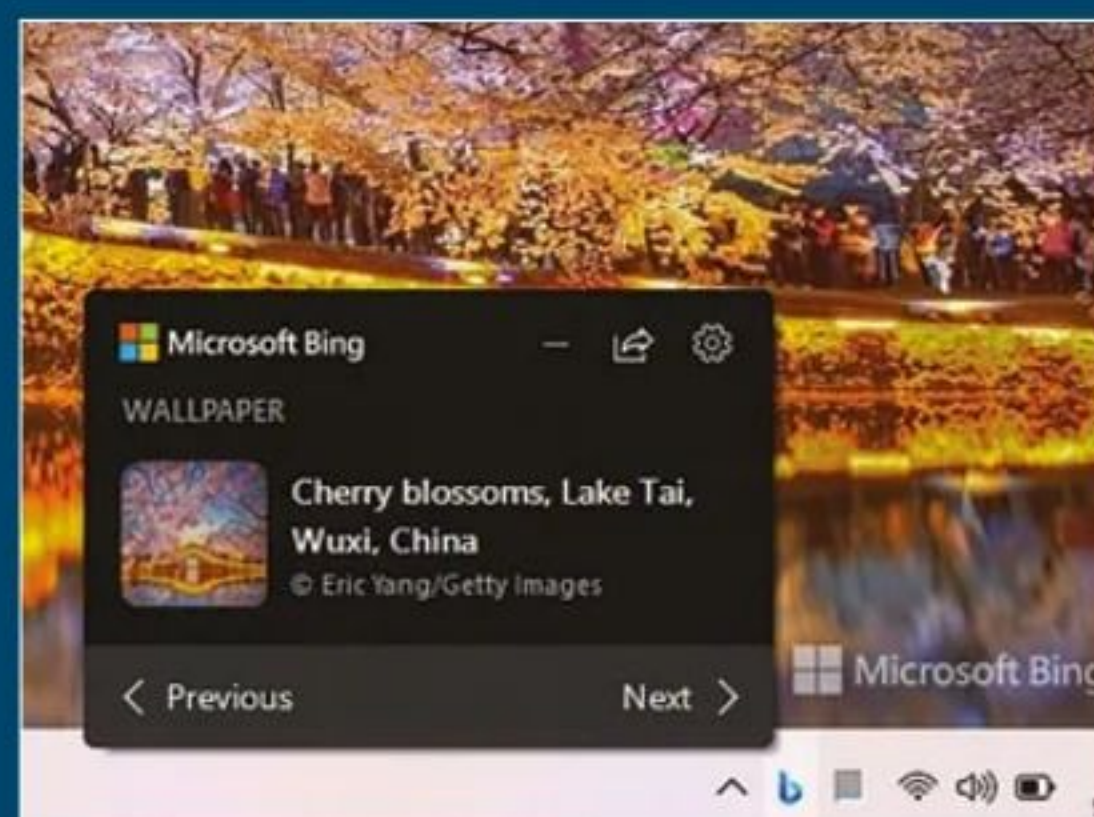 Microsoft Bing
WALLPAPER
Cherry blossoms, Lake Tai,
Wuxi, China
© Eric Yang/Getty Images
Previous
Next
Microsoft Bing